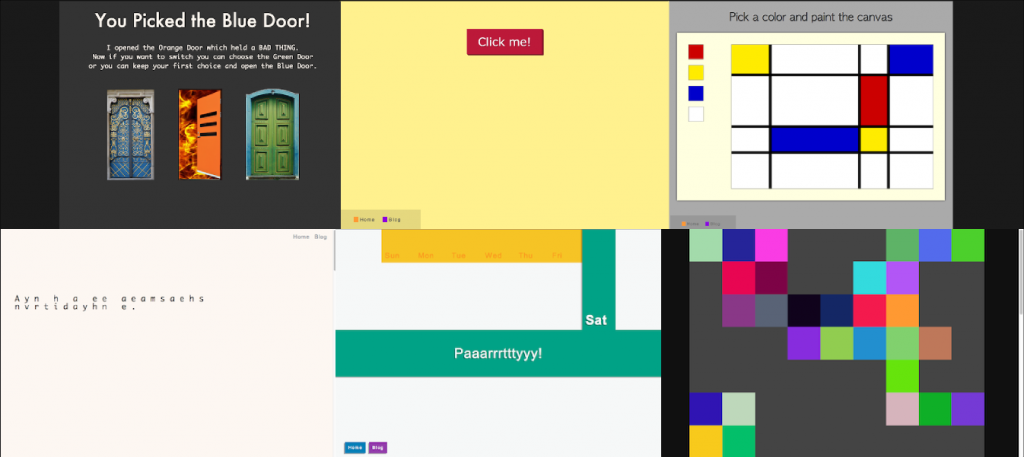 You Picked the Blue Door!
I opened the Orange Door which held a BAD THING.
Now if you want to switch you can choose the Green Door
or you can keep your first choice and open the Blue Door.
Click me!
Home Blog
Pick a color and paint the canvas
Home Blog
Home Blog
A y n h a e e a e a m s a e h s
n v r t i d a y h n e .
Sun Mon Tue Wed Thu Fri
Sat
Paaarrrtttyyy!
Home Blog